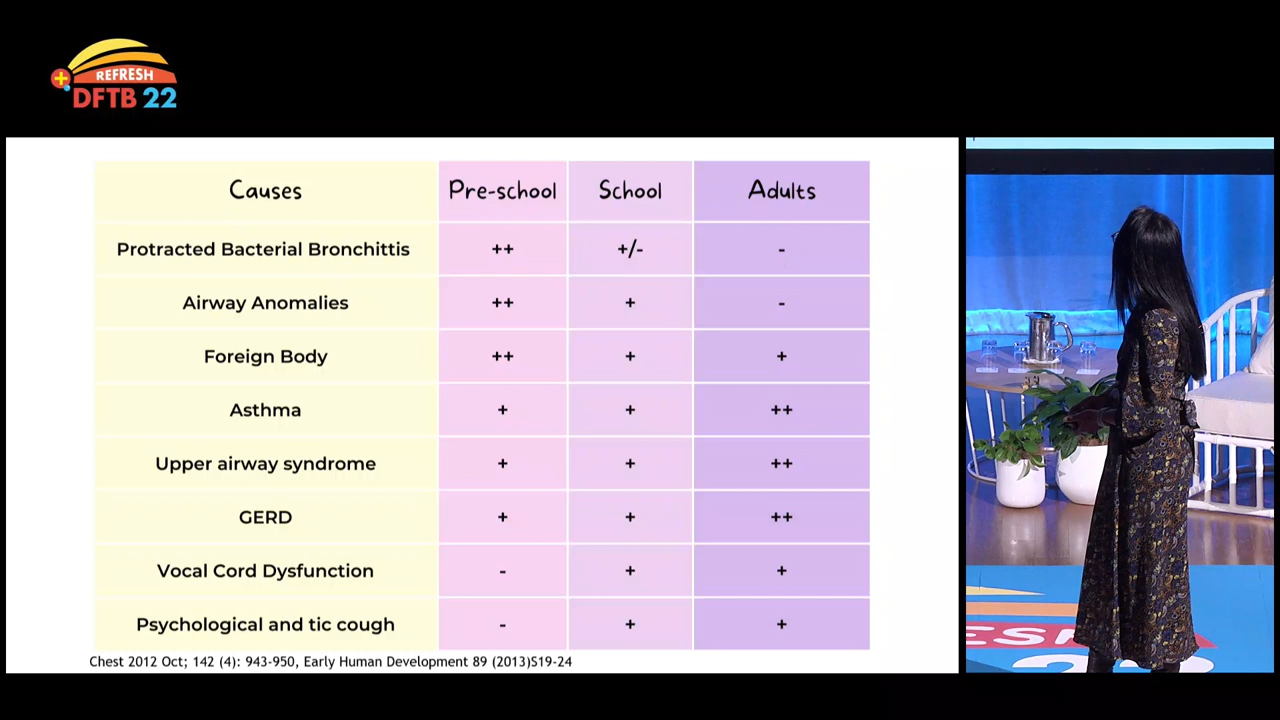 REFRESH
DFTB 22
Causes Pre-school School Adults
Protracted Bacterial Bronchittis ++ +/- -
Airway Anomalies ++ + -
Foreign Body ++ + +
Asthma + + ++
Upper airway syndrome + + ++
GERD + + ++
Vocal Cord Dysfunction - + +
Psychological and tic cough - + +
Chest 2012 Oct; 142 (4): 943-950, Early Human Development 89 (2013)S19-24